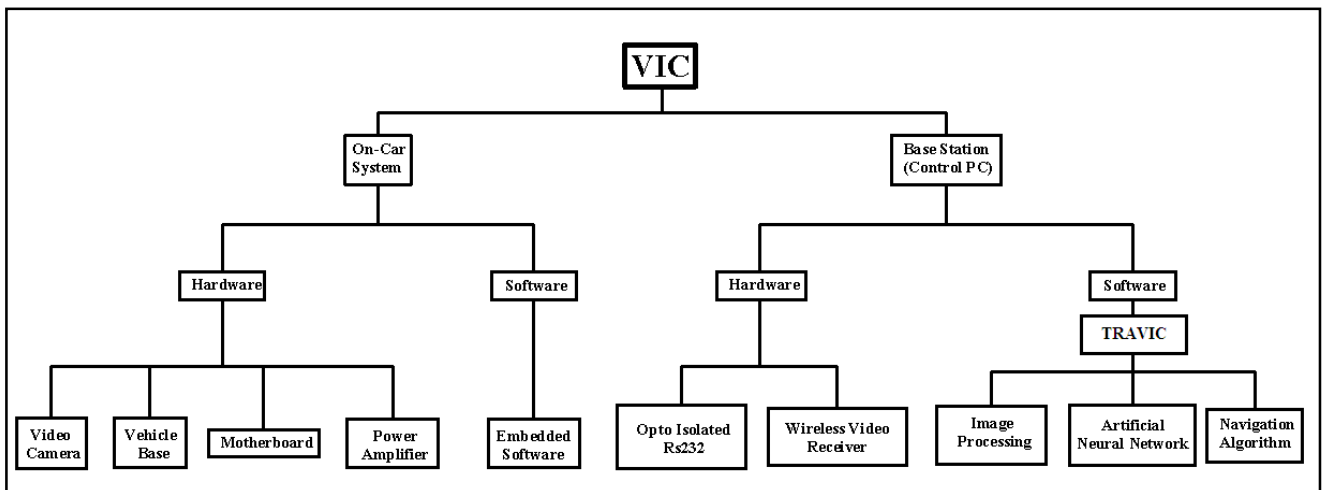 VIC
On-Car
System
Base Station
(Control PC)
Hardware
Software
Hardware
Software
TRAVIC
Video
Camera
Vehicle
Base
Motherboard
Power
Amplifier
Embedded
Software
Opto Isolated
Rs232
Wireless Video
Receiver
Image
Processing
Artificial
Neural Network
Navigation
Algorithm